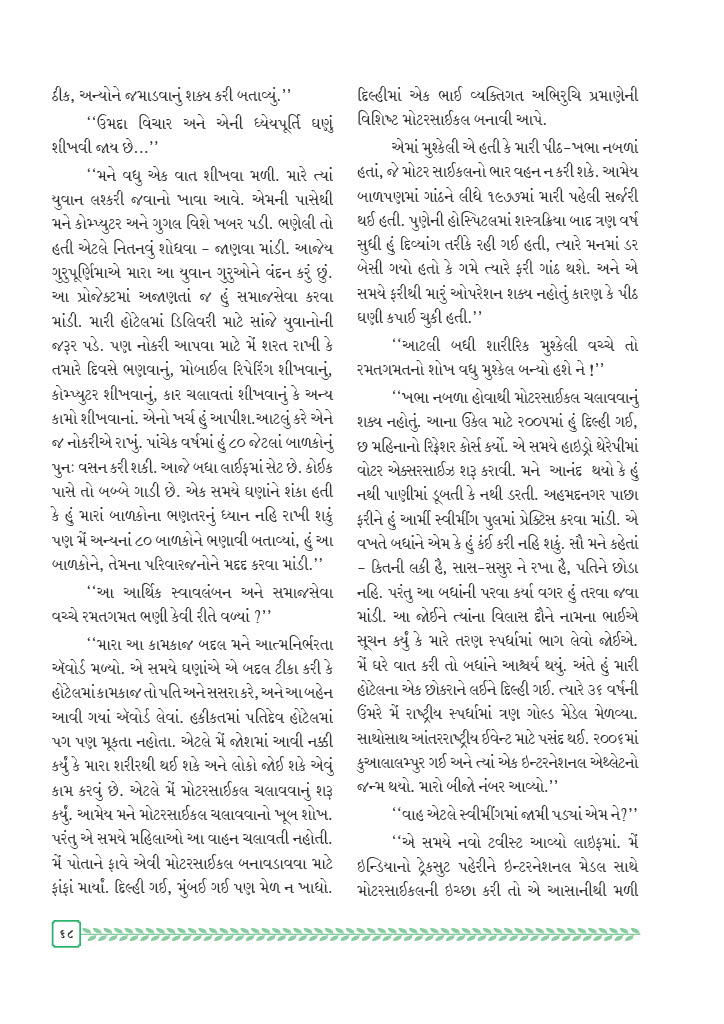 ઠીક, અન્યોને જમાડવાનું શક્ય કરી બતાવ્યું.''
''ઉમદા વિચાર અને એની ધ્યેયપૂર્તિ ઘણું
શીખવી જાય છે...''
''મને વધુ એક વાત શીખવા મળી. મારે ત્યાં
યુવાન લશ્કરી જવાનો ખાવા આવે. એમની પાસેથી
મને કોમ્પ્યુટર અને ગુગલ વિશે ખબર પડી. ભણેલી તો
હતી એટલે નિતનવું શોધવા - જાણવા માંડી. આજેય
ગુરુપૂર્ણિમાએ મારા આ યુવાન ગુરુઓને વંદન કરું છું.
આ પ્રોજેક્ટમાં અજાણતાં જ હું સમાજસેવા કરવા
માંડી. મારી હોટેલમાં ડિલિવરી માટે સાંજે યુવાનોની
જરૂર પડે. પણ નોકરી આપવા માટે મેં શરત રાખી કે
તમારે દિવસે ભણવાનું, મોબાઈલ રિપેરિંગ શીખવાનું,
કોમ્પ્યુટર શીખવાનું, કાર ચલાવતાં શીખવાનું કે અન્ય
કામો શીખવાનાં. એનો ખર્ચ હું આપીશ.આટલું કરે એને
જ નોકરીએ રાખું. પાંચેક વર્ષમાં હું ૮૦ જેટલાં બાળકોનું
પુનઃ વસન કરી શકી. આજે બધા લાઈફમાં સેટ છે. કોઈક
પાસે તો બબ્બે ગાડી છે. એક સમયે ઘણાંને શંકા હતી
કે હું મારાં બાળકોના ભણતરનું ધ્યાન નહિ રાખી શકું
પણ મેં અન્યનાં ૮૦ બાળકોને ભણાવી બતાવ્યાં, હું આ
બાળકોને, તેમના પરિવારજનોને મદદ કરવા માંડી.''
''આ આર્થિક સ્વાવલંબન અને સમાજસેવા
વચ્ચે રમતગમત ભણી કેવી રીતે વળ્યાં ?''
''મારા આ કામકાજ બદલ મને આત્મનિર્ભરતા
ઍવોર્ડ મળ્યો. એ સમયે ઘણાંએ એ બદલ ટીકા કરી કે
હોટેલમાં કામકાજ તો પતિ અને સસરા કરે, અને આ બહેન
આવી ગયાં ઍવોર્ડ લેવાં. હકીકતમાં પતિદેવ હોટેલમાં
પગ પણ મૂકતા નહોતા. એટલે મેં જોશમાં આવી નક્કી
કર્યું કે મારા શરીરથી થઈ શકે અને લોકો જોઈ શકે એવું
કામ કરવું છે. એટલે મેં મોટરસાઈકલ ચલાવવાનું શરૂ
કર્યું. આમેય મને મોટરસાઈકલ ચલાવવાનો ખૂબ શોખ.
પરંતુ એ સમયે મહિલાઓ આ વાહન ચલાવતી નહોતી.
મેં પોતાને ફાવે એવી મોટરસાઈકલ બનાવડાવવા માટે
ફાંફાં માર્યાં. દિલ્હી ગઈ, મુંબઈ ગઈ પણ મેળ ન ખાધો.
દિલ્હીમાં એક ભાઈ વ્યક્તિગત અભિરુચિ પ્રમાણેની
વિશિષ્ટ મોટરસાઈકલ બનાવી આપે.
એમાં મુશ્કેલી એ હતી કે મારી પીઠ-ખભા નબળાં
હતાં, જે મોટર સાઈકલનો ભાર વહન ન કરી શકે. આમેય
બાળપણમાં ગાંઠને લીધે ૧૯૭૭માં મારી પહેલી સર્જરી
થઈ હતી. પુણેની હોસ્પિટલમાં શસ્ત્રક્રિયા બાદ ત્રણ વર્ષ
સુધી હું દિવ્યાંગ તરીકે રહી ગઈ હતી, ત્યારે મનમાં ડર
બેસી ગયો હતો કે ગમે ત્યારે ફરી ગાંઠ થશે. અને એ
સમયે ફરીથી મારું ઓપરેશન શક્ય નહોતું કારણ કે પીઠ
ઘણી કપાઈ ચુકી હતી.''
''આટલી બધી શારીરિક મુશ્કેલી વચ્ચે તો
રમતગમતનો શોખ વધુ મુશ્કેલ બન્યો હશે ને !''
''ખભા નબળા હોવાથી મોટરસાઈકલ ચલાવવાનું
શક્ય નહોતું. આના ઉકેલ માટે ૨૦૦૫માં હું દિલ્હી ગઈ,
છ મહિનાનો રિફ્રેશર કોર્સ કર્યો. એ સમયે હાઇડ્રો થેરેપીમાં
વોટર એક્સરસાઈઝ શરૂ કરાવી. મને આનંદ થયો કે હું
નથી પાણીમાં ડૂબતી કે નથી ડરતી. અહમદનગર પાછા
ફરીને હું આર્મી સ્વીમીંગ પુલમાં પ્રેક્ટિસ કરવા માંડી. એ
વખતે બધાંને એમ કે હું કંઈ કરી નહિ શકું. સૌ મને કહેતાં
- કિતની લકી હૈ, સાસ-સસુર ને રખા હૈ, પતિને છોડા
નહિ. પરંતુ આ બધાંની પરવા કર્યા વગર હું તરવા જવા
માંડી. આ જોઈને ત્યાંના વિલાસ દૌને નામના ભાઈએ
સૂચન કર્યું કે મારે તરણ સ્પર્ધામાં ભાગ લેવો જોઈએ.
મેં ઘરે વાત કરી તો બધાંને આશ્ચર્ય થયું. અંતે હું મારી
હોટેલના એક છોકરાને લઈને દિલ્હી ગઈ. ત્યારે ૩૬ વર્ષની
ઉંમરે મેં રાષ્ટ્રીય સ્પર્ધામાં ત્રણ ગોલ્ડ મેડેલ મેળવ્યા.
સાથોસાથ આંતરરાષ્ટ્રીય ઈવેન્ટ માટે પસંદ થઈ. ૨૦૦૬માં
કુઆલાલમ્પુર ગઈ અને ત્યાં એક ઇન્ટરનેશનલ એથ્લેટનો
જન્મ થયો. મારો બીજો નંબર આવ્યો.''
''વાહ એટલે સ્વીમીંગમાં જામી પડ્યાં એમ ને?''
''એ સમયે નવો ટ્વીસ્ટ આવ્યો લાઇફમાં. મેં
ઇન્ડિયાનો ટ્રેકસુટ પહેરીને ઇન્ટરનેશનલ મેડલ સાથે
મોટરસાઈકલની ઇચ્છા કરી તો એ આસાનીથી મળી
૬૮